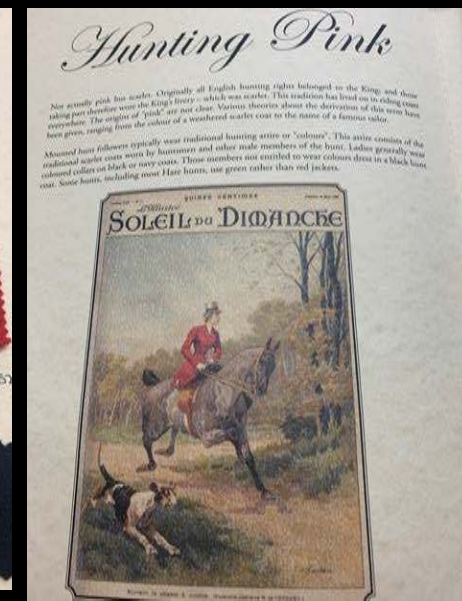 Hunting Pink
Not actually pink but scarlet. Originally all English hunting rights belonged to the King, and those
taking part therefore wore the King's livery – which was scarlet. This tradition has lived on in riding coats
everywhere. The origins of "pink" are not clear. Various theories about the derivation of this term have
been given, ranging from the colour of a weathered scarlet coat to the name of a famous tailor.
Mounted hunt followers typically wear traditional hunting attire or "colours". This attire consists of the
traditional scarlet coats worn by huntsmen and other male members of the hunt. Ladies generally wear
coloured collars on black or navy coats. Those members not entitled to wear colours dress in a black hunt
coat. Some hunts, including most Hare hunts, use green rather than red jackets.
QUINZE CENTIMES
SOLEIL DU DIMANCHE